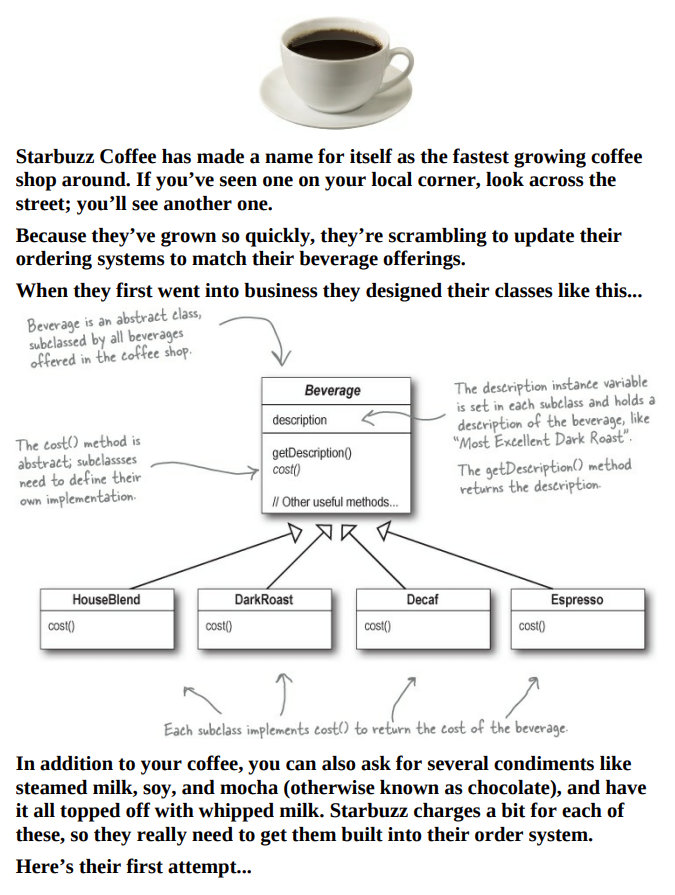 Starbuzz Coffee has made a name for itself as the fastest growing coffee
shop around. If you’ve seen one on your local corner, look across the
street; you’ll see another one.
Because they’ve grown so quickly, they’re scrambling to update their
ordering systems to match their beverage offerings.
When they first went into business they designed their classes like this...
Beverage is an abstract class,
subclassed by all beverages
offered in the coffee shop.
Beverage
description
getDescription()
cost()
// Other useful methods...
The description instance variable
is set in each subclass and holds a
description of the beverage, like
“Most Excellent Dark Roast”.
The getDescription() method
returns the description.
The cost() method is
abstract; subclassses
need to define their
own implementation.
HouseBlend
cost()
DarkRoast
cost()
Decaf
cost()
Espresso
cost()
Each subclass implements cost() to return the cost of the beverage.
In addition to your coffee, you can also ask for several condiments like
steamed milk, soy, and mocha (otherwise known as chocolate), and have
it all topped off with whipped milk. Starbuzz charges a bit for each of
these, so they really need to get them built into their order system.
Here’s their first attempt...